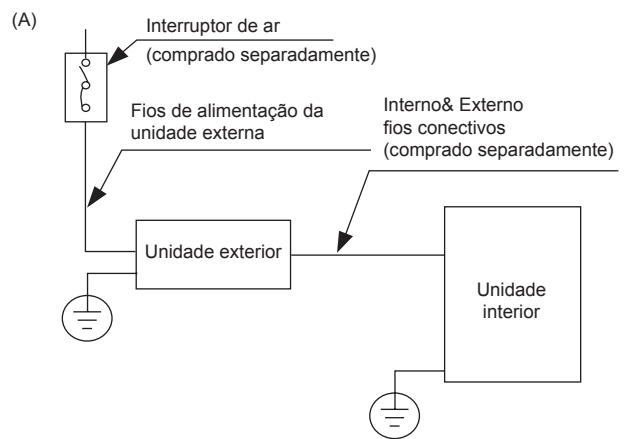 (A)
Interruptor de ar
(comprado separadamente)
Fios de alimentação da
unidade externa
Interno& Externo
fios conectivos
(comprado separadamente)
Unidade exterior
Unidade
interior